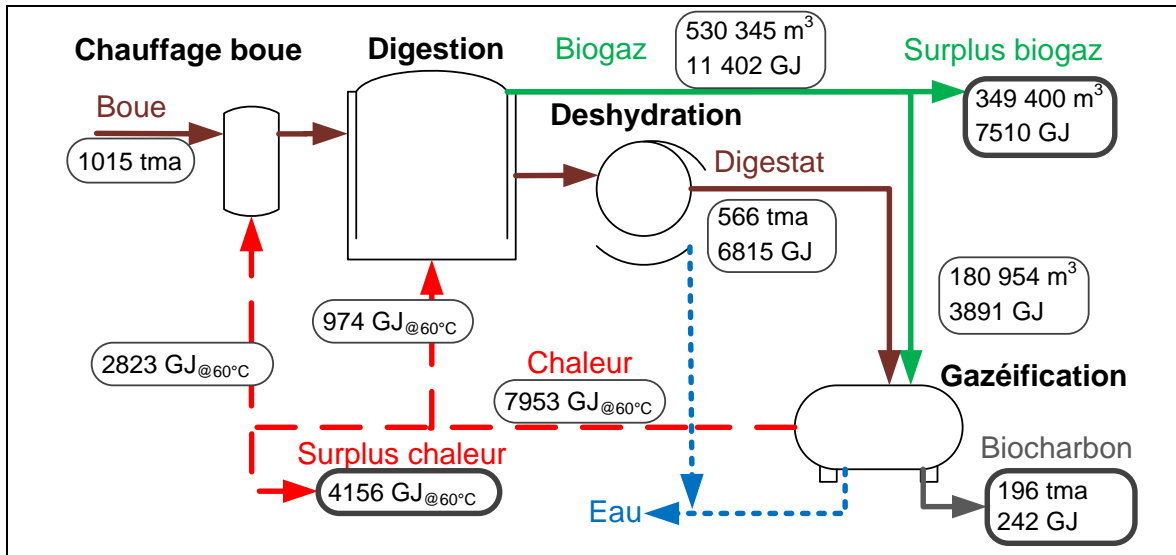 Chauffage boue
Digestion
Biogaz
530 345 m³
11 402 GJ
Surplus biogaz
349 400 m³
7510 GJ
Boue
1015 tma
Deshydration
Digestat
566 tma
6815 GJ
180 954 m³
3891 GJ
974 GJ@60°C
2823 GJ@60°C
Chaleur
7953 GJ@60°C
Gazéification
Surplus chaleur
4156 GJ@60°C
Eau
Biocharbon
196 tma
242 GJ